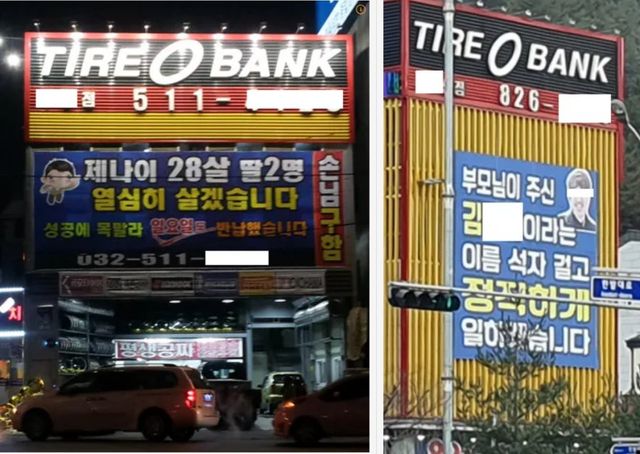 TIRE BANK
점 511-
제나이 28살 딸2명
열심히 살겠습니다
성공에 목말라 일요일도 반납했습니다
손님구함
032-511-
평생공짜
TIRE BANK
점 826-
부모님이 주신
김 이라는
이름 석자 걸고
정직하게
일하겠습니다